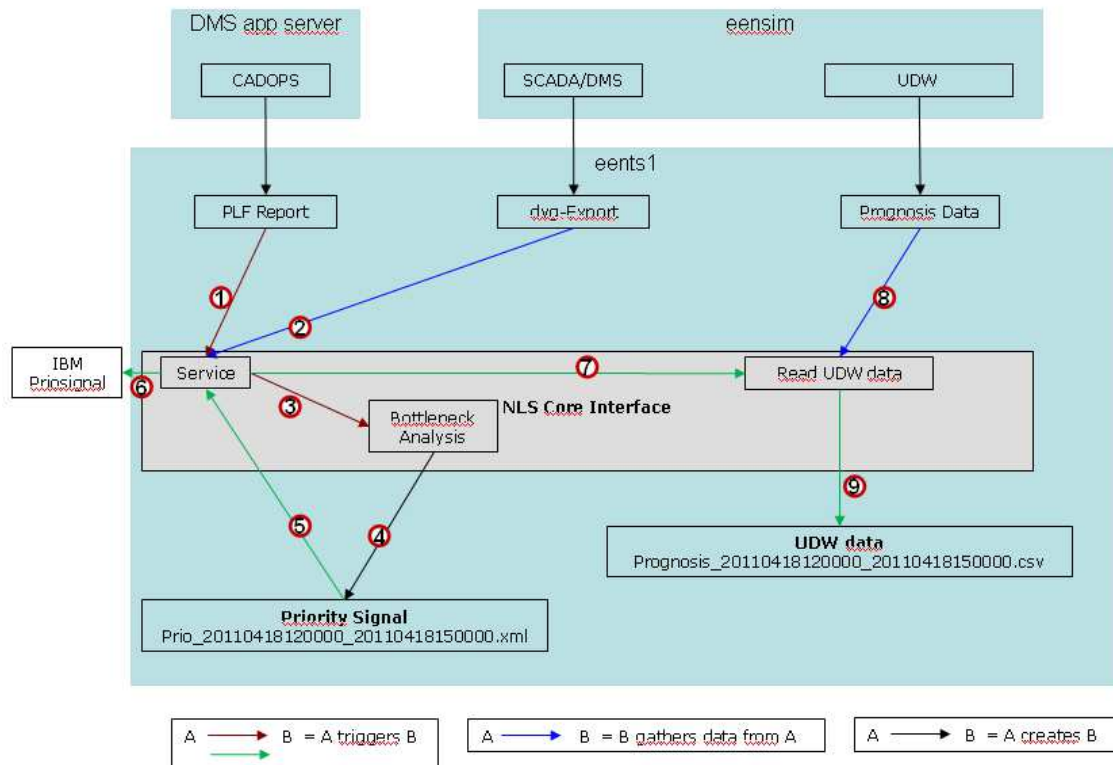 DMS app server
eensim
CADOPS
SCADA/DMS
UDW
eents1
PLF Report
dvg-Export
Prognosis Data
1
2
8
IBM
Priosignal
6
Service
7
Read UDW data
3
NLS Core Interface
Bottleneck
Analysis
5
4
9
UDW data
Prognosis_20110418120000_20110418150000.csv
Priority Signal
Prio_20110418120000_20110418150000.xml
A B = A triggers B
A B = B gathers data from A
A B = A creates B